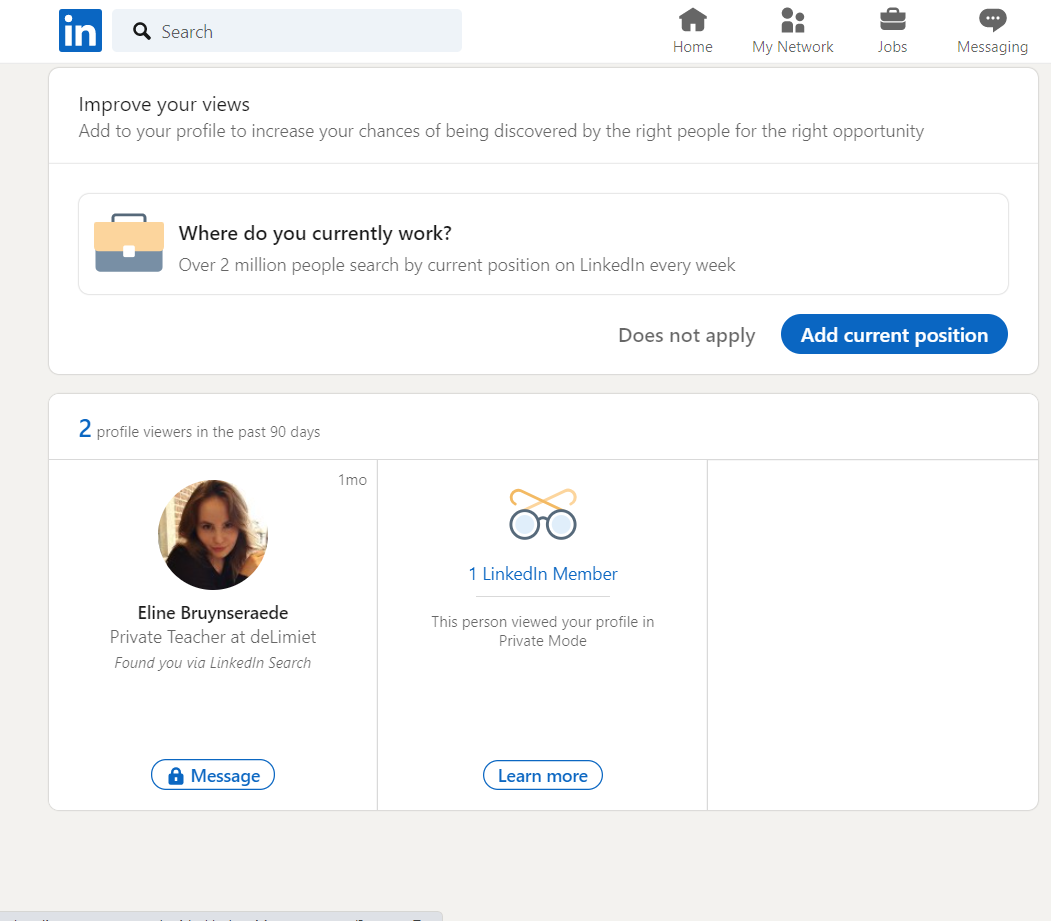 in
Search
Home
My Network
Jobs
Messaging
Improve your views
Add to your profile to increase your chances of being discovered by the right people for the right opportunity
Where do you currently work?
Over 2 million people search by current position on LinkedIn every week
Does not apply
Add current position
2 profile viewers in the past 90 days
1mo
Eline Bruynseraede
Private Teacher at deLimiet
Found you via LinkedIn Search
Message
1 LinkedIn Member
This person viewed your profile in
Private Mode
Learn more